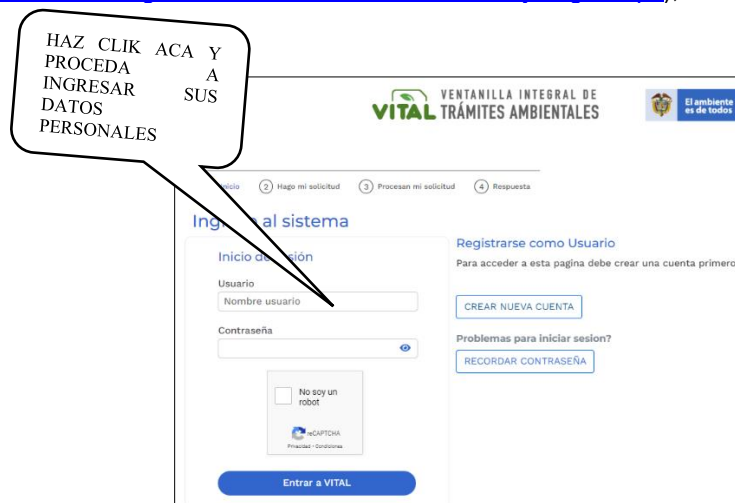 HAZ CLIK ACA Y
PROCEDA A
INGRESAR SUS
DATOS
PERSONALES
VITAL VENTANILLA INTEGRAL DE
TRÁMITES AMBIENTALES
El ambiente
es de todos
2 Hago mi solicitud 3 Procesan mi solicitud 4 Respuesta
al sistema
Inicio de
Usuario
Nombre usuario
Contraseña
No soy un
robot
reCAPTCHA
Privacidad - Condiciones
Entrar a VITAL
Registrarse como Usuario
Para acceder a esta pagina debe crear una cuenta primero
CREAR NUEVA CUENTA
Problemas para iniciar sesion?
RECORDAR CONTRASEÑA